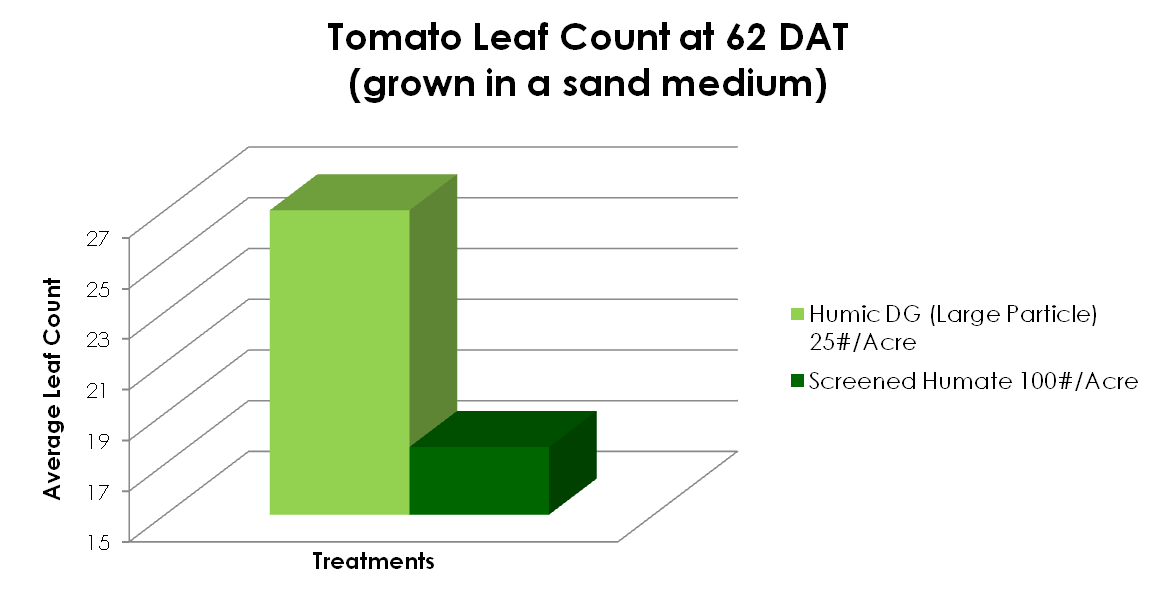 Tomato Leaf Count at 62 DAT
(grown in a sand medium)
27
25
23
21
19
17
15
Average Leaf Count
Treatments
Humic DG (Large Particle)
25#/Acre
Screened Humate 100#/Acre